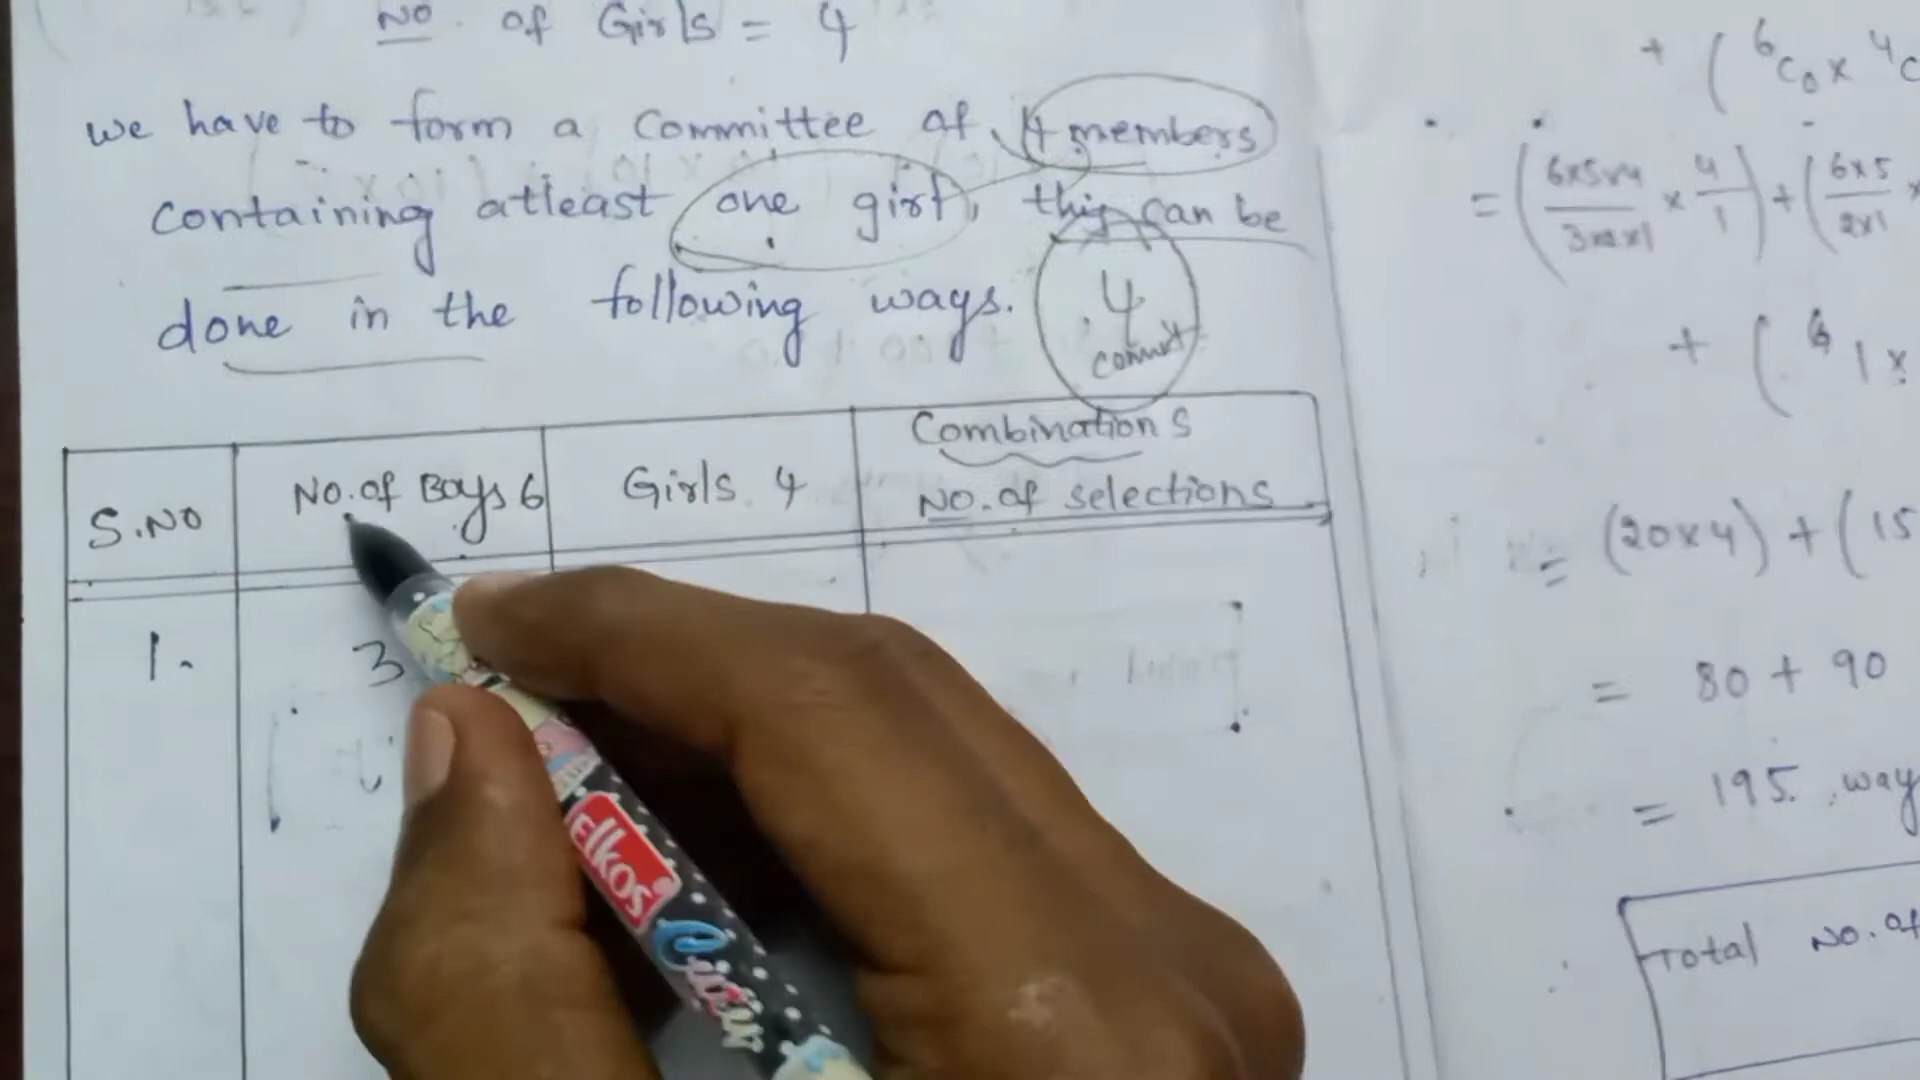 No. of Girls = 4
we have to form a Committee of 4 members
containing atleast one girl, this can be
done in the following ways. 4
commit
S.NO No. of Boys 6 Girls 4 Combinations
No. of selections
1. 3
+ ( 6c0 x 4c
= (6x5x4/3x2x1 x 4/1) + (6x5/2x1 x
+ ( 1 x
= (20x4) + (15
= 80 + 90
= 195. way
Total No. of
Elkos